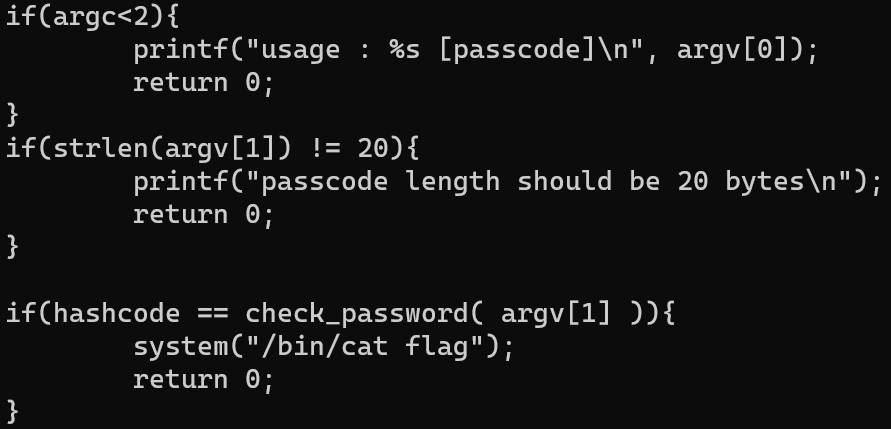 if(argc<2){
        printf("usage : %s [passcode]\n", argv[0]);
        return 0;
}
if(strlen(argv[1]) != 20){
        printf("passcode length should be 20 bytes\n");
        return 0;
}

if(hashcode == check_password( argv[1] )){
        system("/bin/cat flag");
        return 0;
}